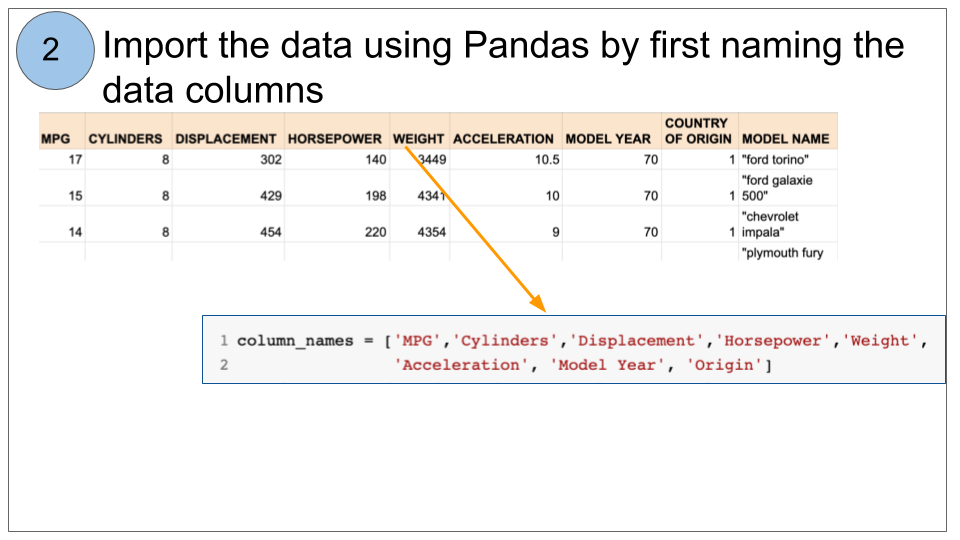 2
Import the data using Pandas by first naming the
data columns
MPG CYLINDERS DISPLACEMENT HORSEPOWER WEIGHT ACCELERATION MODEL YEAR COUNTRY OF ORIGIN MODEL NAME
17 8 302 140 3449 10.5 70 1 "ford torino"
15 8 429 198 4341 10 70 1 "ford galaxie 500"
14 8 454 220 4354 9 70 1 "chevrolet impala"
"plymouth fury
1 column_names = ['MPG','Cylinders','Displacement','Horsepower','Weight',
2 'Acceleration', 'Model Year', 'Origin']